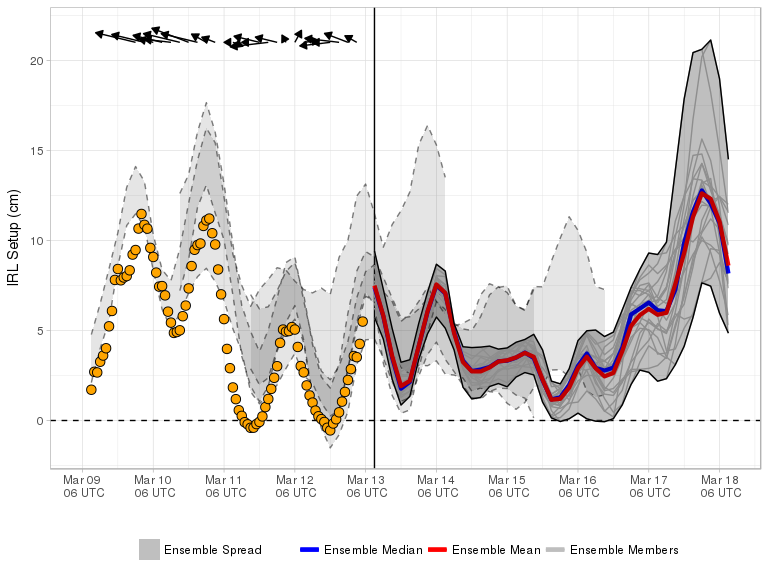 IRL Setup (cm)
20
15
10
5
0
Mar 09 Mar 10 Mar 11 Mar 12 Mar 13 Mar 14 Mar 15 Mar 16 Mar 17 Mar 18
06 UTC 06 UTC 06 UTC 06 UTC 06 UTC 06 UTC 06 UTC 06 UTC 06 UTC 06 UTC
Ensemble Spread Ensemble Median Ensemble Mean Ensemble Members